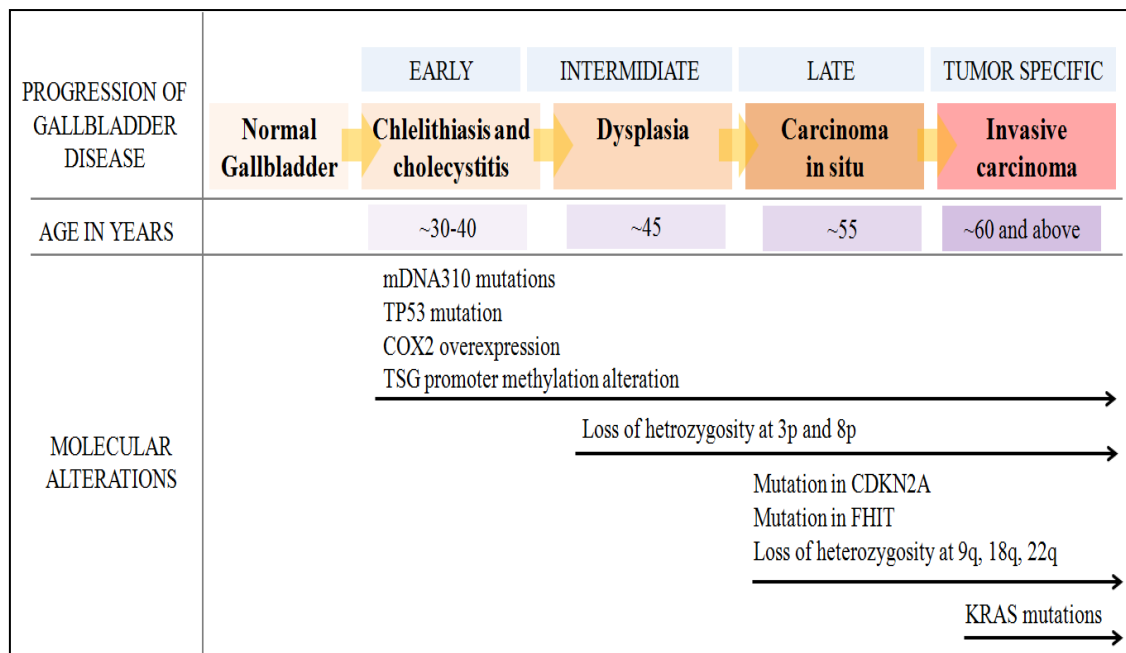 PROGRESSION OF
GALLBLADDER
DISEASE
EARLY
INTERMIDIATE
LATE
TUMOR SPECIFIC
Normal
Gallbladder
Chlelithiasis and
cholecystitis
Dysplasia
Carcinoma
in situ
Invasive
carcinoma
AGE IN YEARS
~30-40
~45
~55
~60 and above
MOLECULAR
ALTERATIONS
mDNA310 mutations
TP53 mutation
COX2 overexpression
TSG promoter methylation alteration
Loss of hetrozygosity at 3p and 8p
Mutation in CDKN2A
Mutation in FHIT
Loss of heterozygosity at 9q, 18q, 22q
KRAS mutations